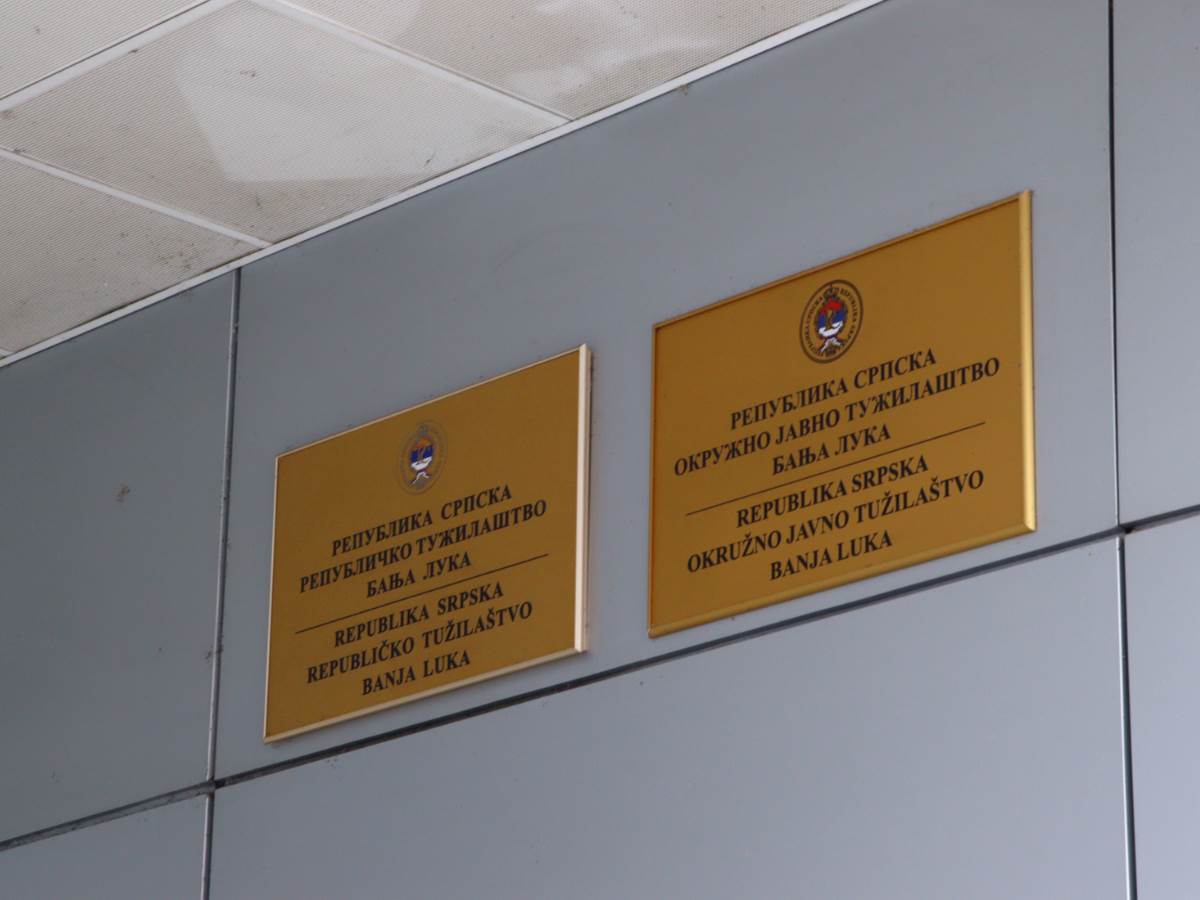 РЕПУБЛИКА СРПСКА
РЕПУБЛИЧКО ТУЖИЛАШТВО
БАЊА ЛУКА
REPUBLIKA SRPSKA
REPUBLIČKO TUŽILAŠTVO
BANJA LUKA
РЕПУБЛИКА СРПСКА
ОКРУЖНО ЈАВНО ТУЖИЛАШТВО
БАЊА ЛУКА
REPUBLIKA SRPSKA
OKRUŽNO JAVNO TUŽILAŠTVO
BANJA LUKA